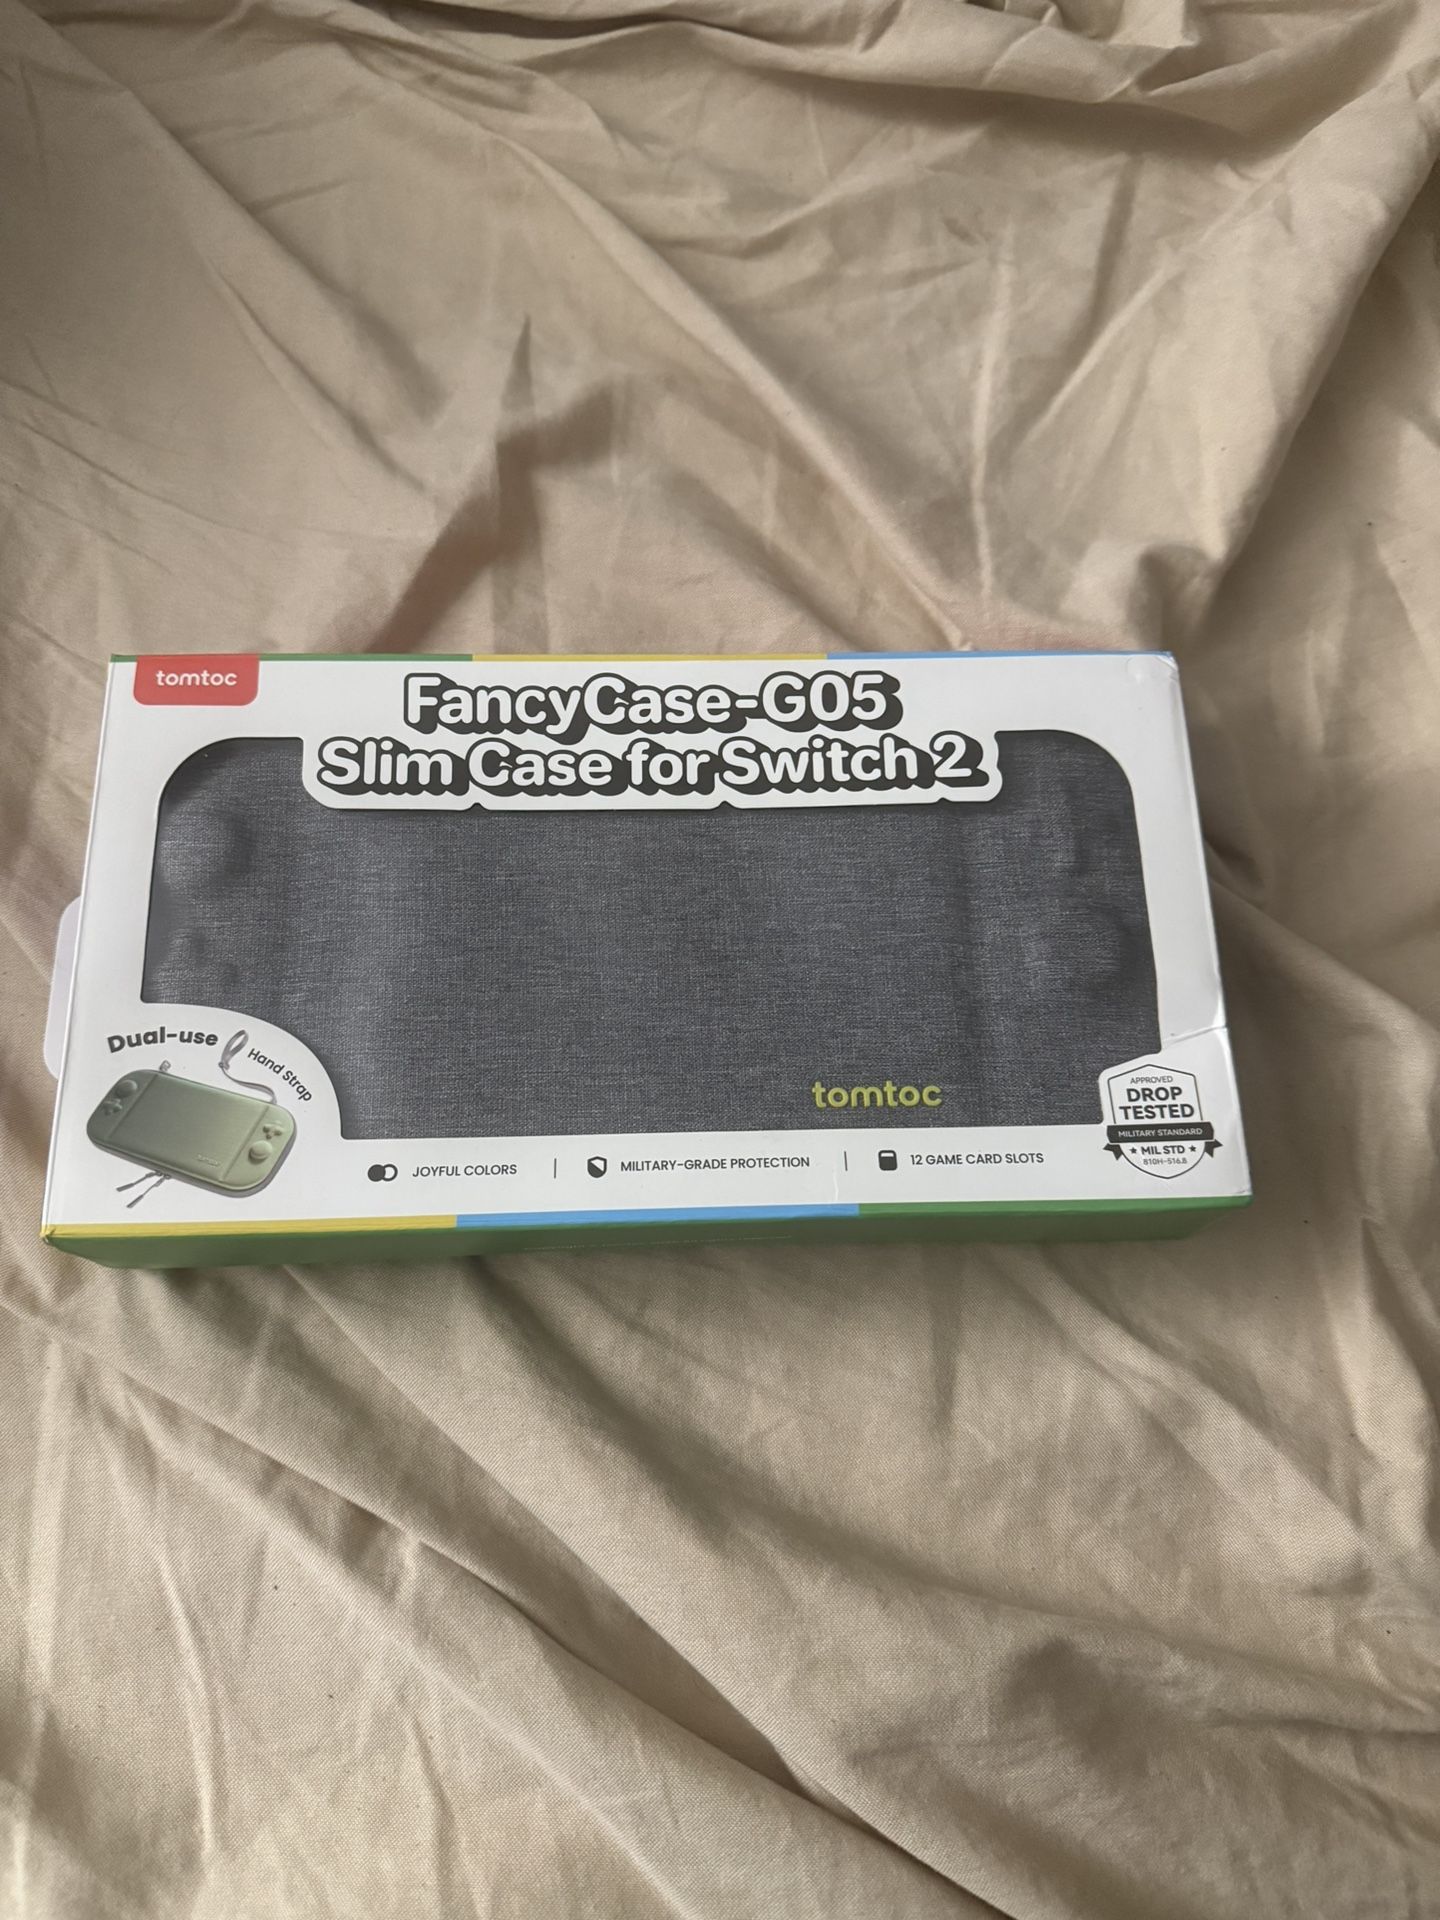 tomtoc
FancyCase-G05
Slim Case for Switch 2
Dual-use
Hand Strap
tomtoc
JOYFUL COLORS
MILITARY-GRADE PROTECTION
12 GAME CARD SLOTS
APPROVED
DROP
TESTED
MILITARY STANDARD
MIL STD
810H-516.8